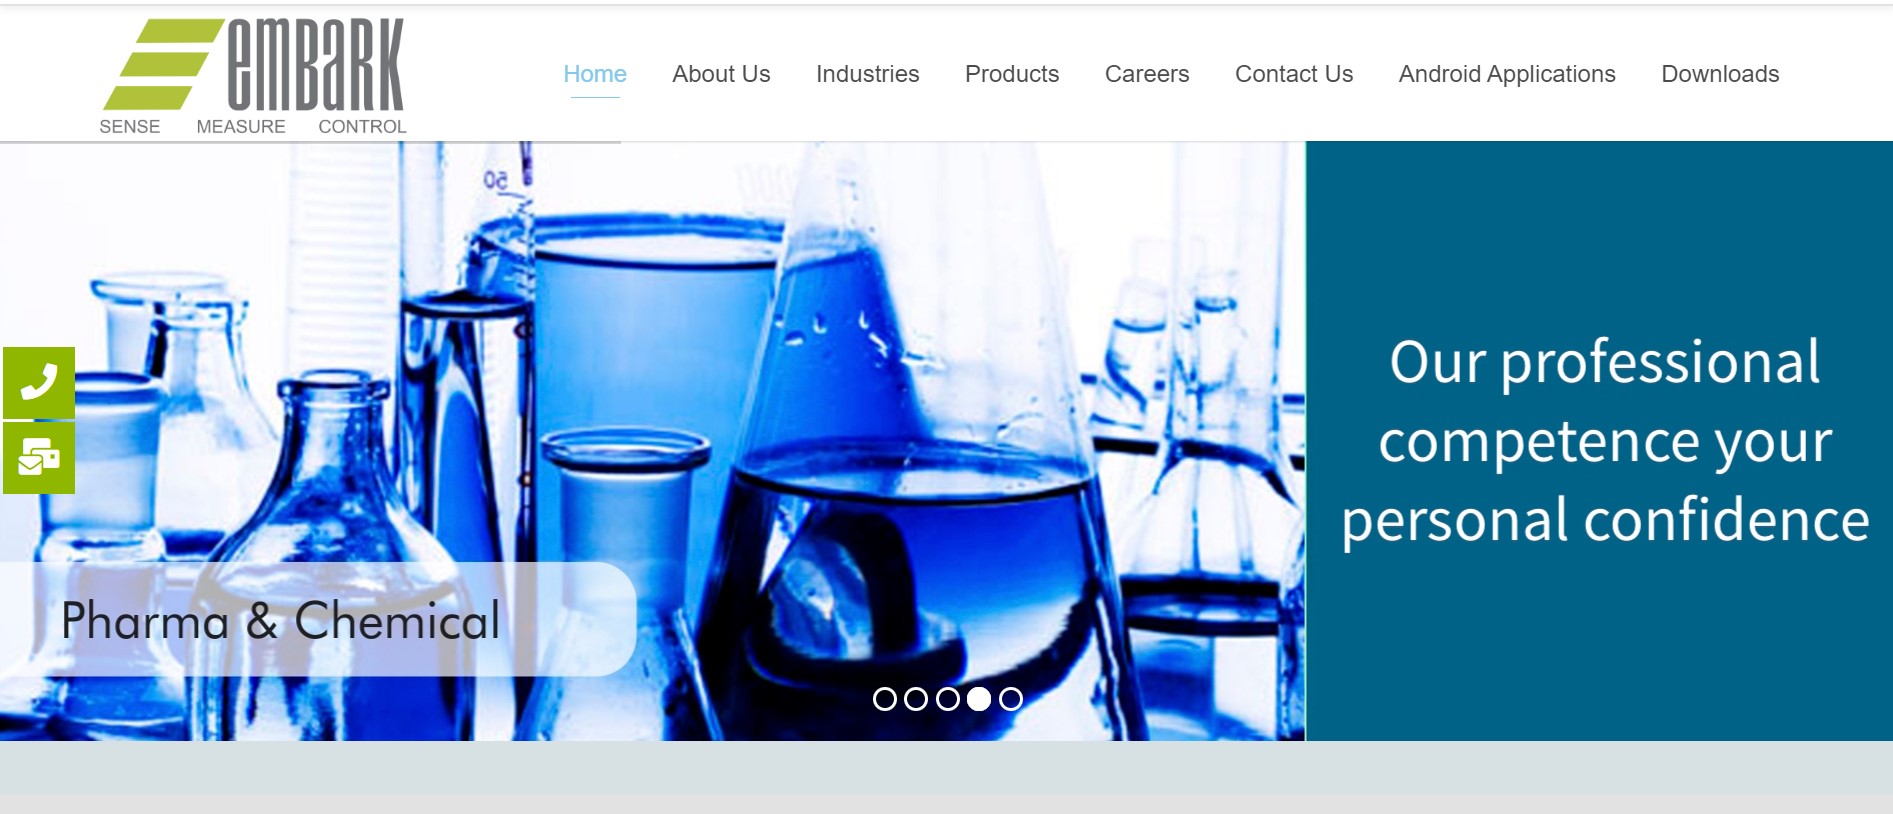 embark
SENSE MEASURE CONTROL
Home About Us Industries Products Careers Contact Us Android Applications Downloads
50
Our professional
competence your
personal confidence
Pharma & Chemical